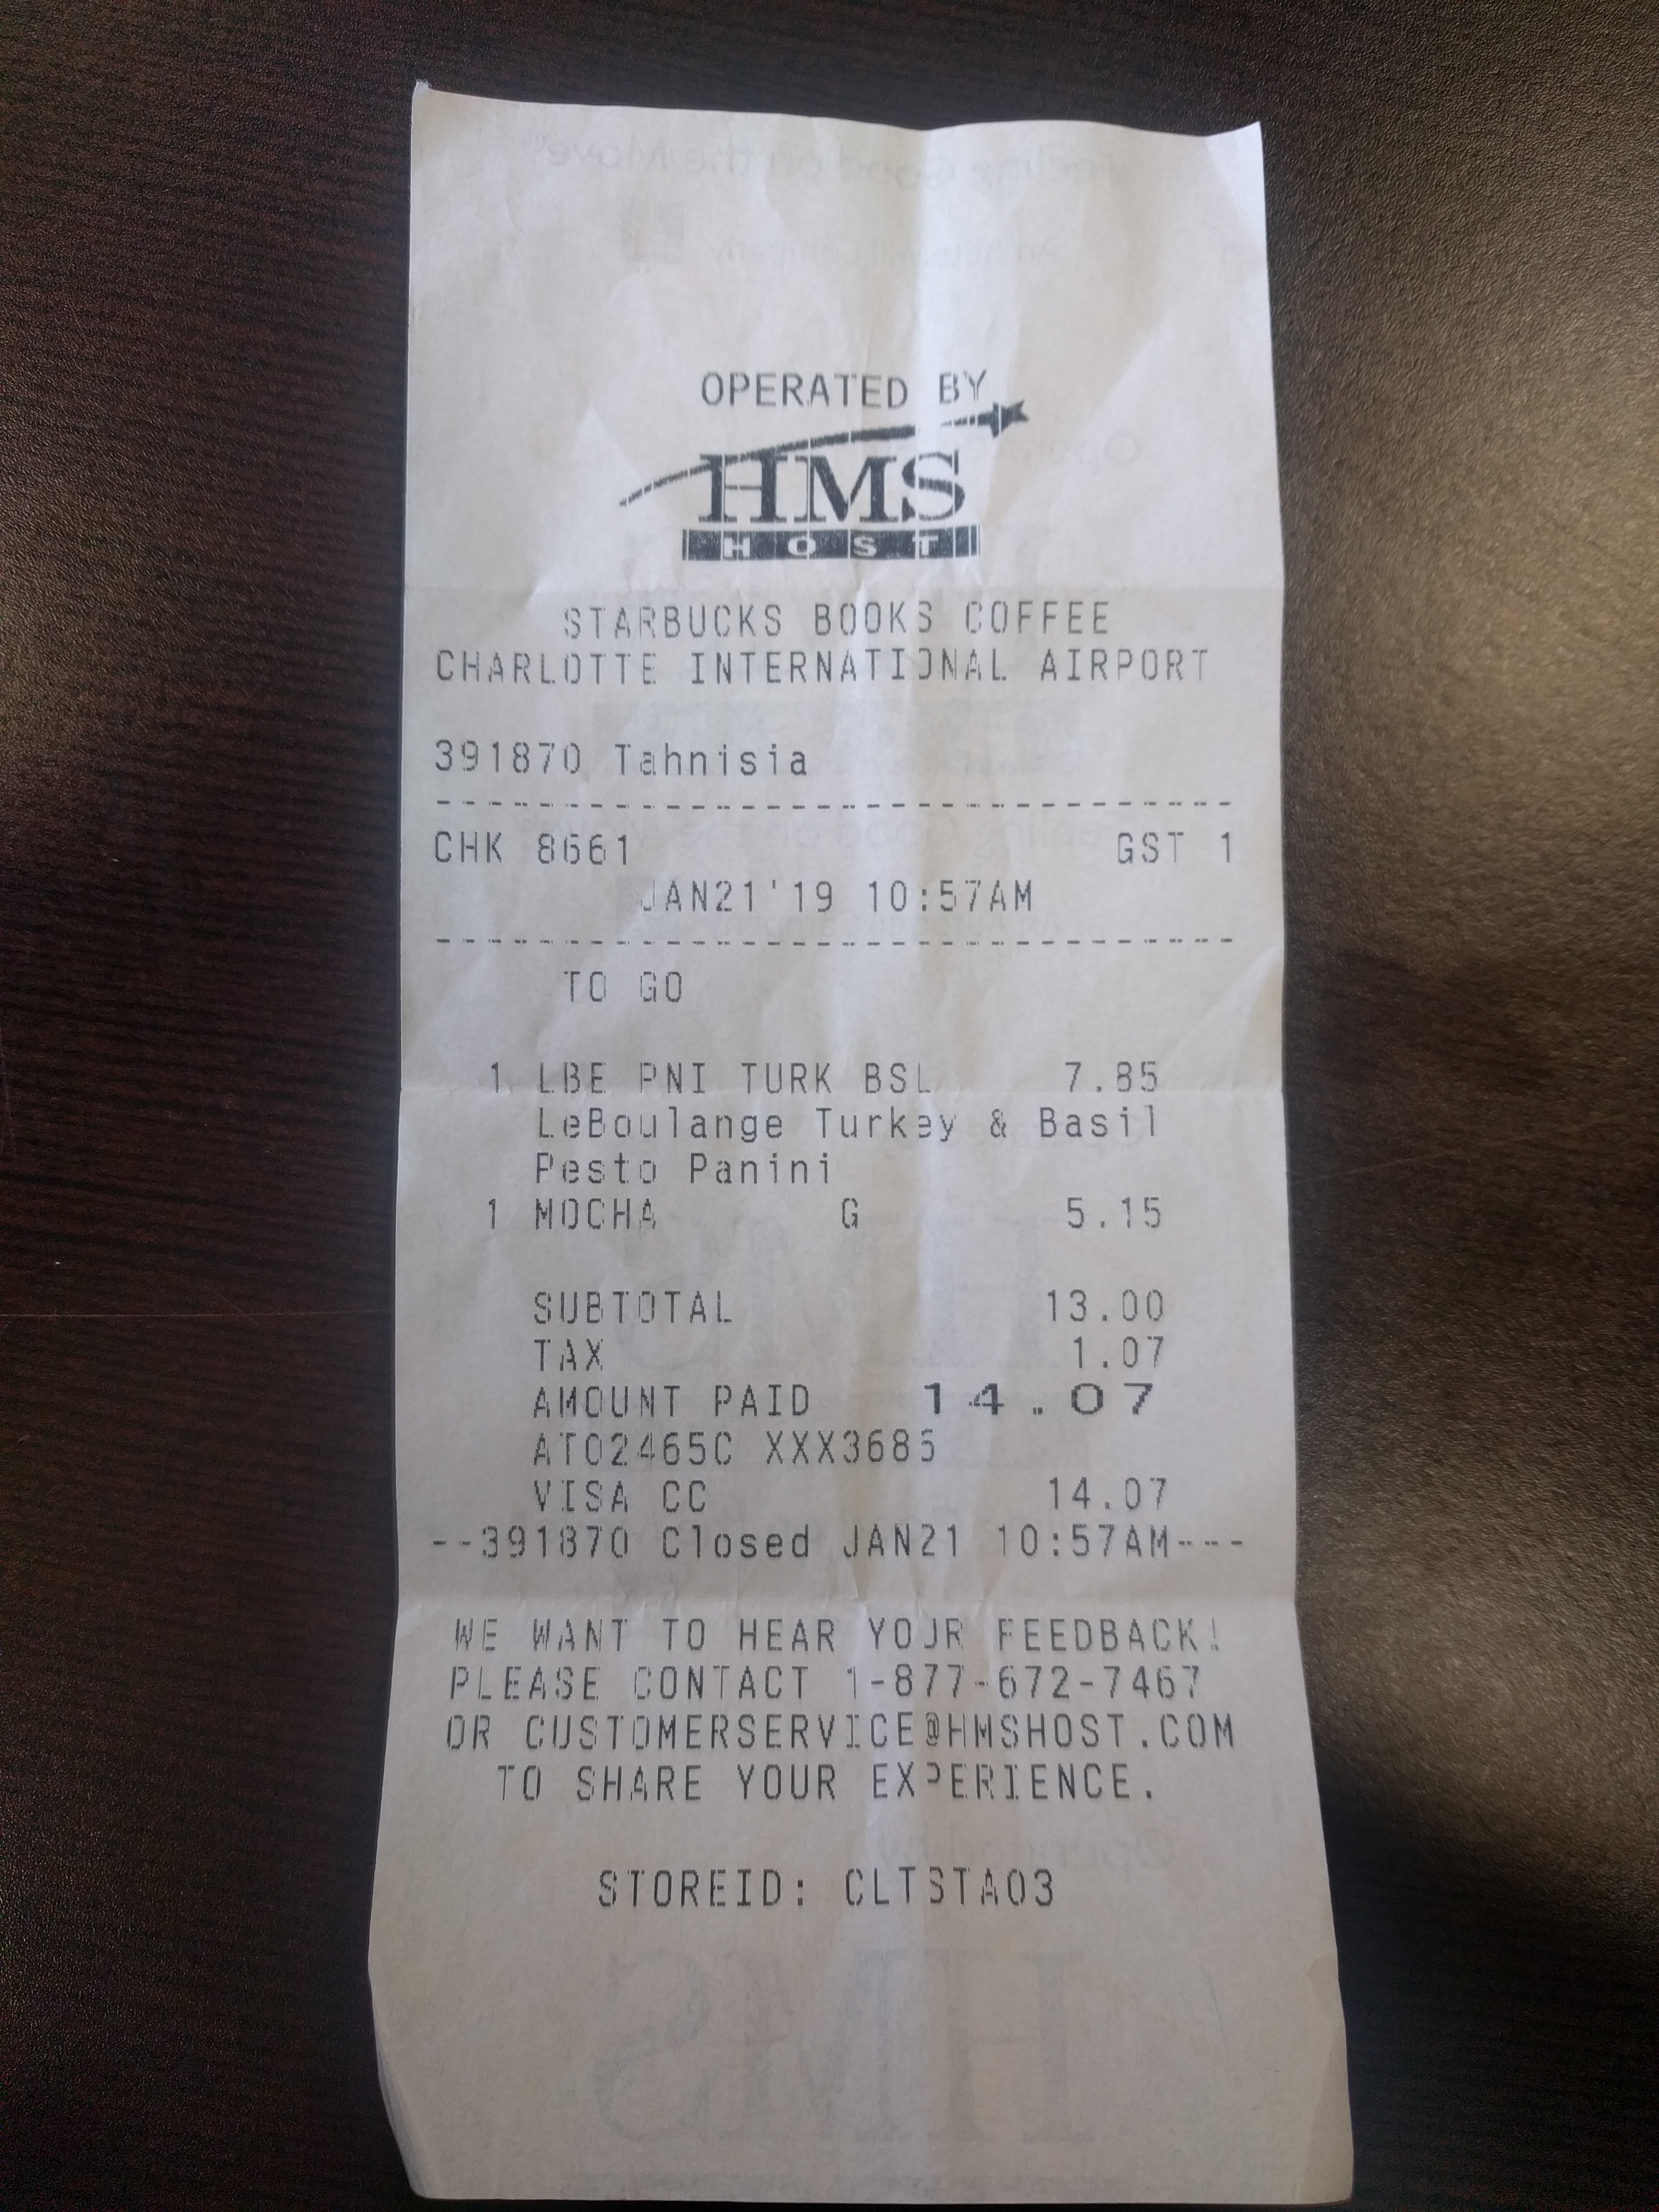 OPERATED BY
HMS
HOST
STARBUCKS BOOKS COFFEE
CHARLOTTE INTERNATIONAL AIRPORT
391870 Tahnisia
--------------------------------
CHK 8661 GST 1
JAN21'19 10:57AM
--------------------------------
TO GO
1 LBE PNI TURK BSL 7.85
LeBoulange Turkey & Basil
Pesto Panini
1 MOCHA G 5.15
SUBTOTAL 13.00
TAX 1.07
AMOUNT PAID 14.07
AT02465C XXX3685
VISA CC 14.07
--391870 Closed JAN21 10:57AM---
WE WANT TO HEAR YOUR FEEDBACK!
PLEASE CONTACT 1-877-672-7467
OR CUSTOMERSERVICE@HMSHOST.COM
TO SHARE YOUR EXPERIENCE.
STOREID: CLTSTA03